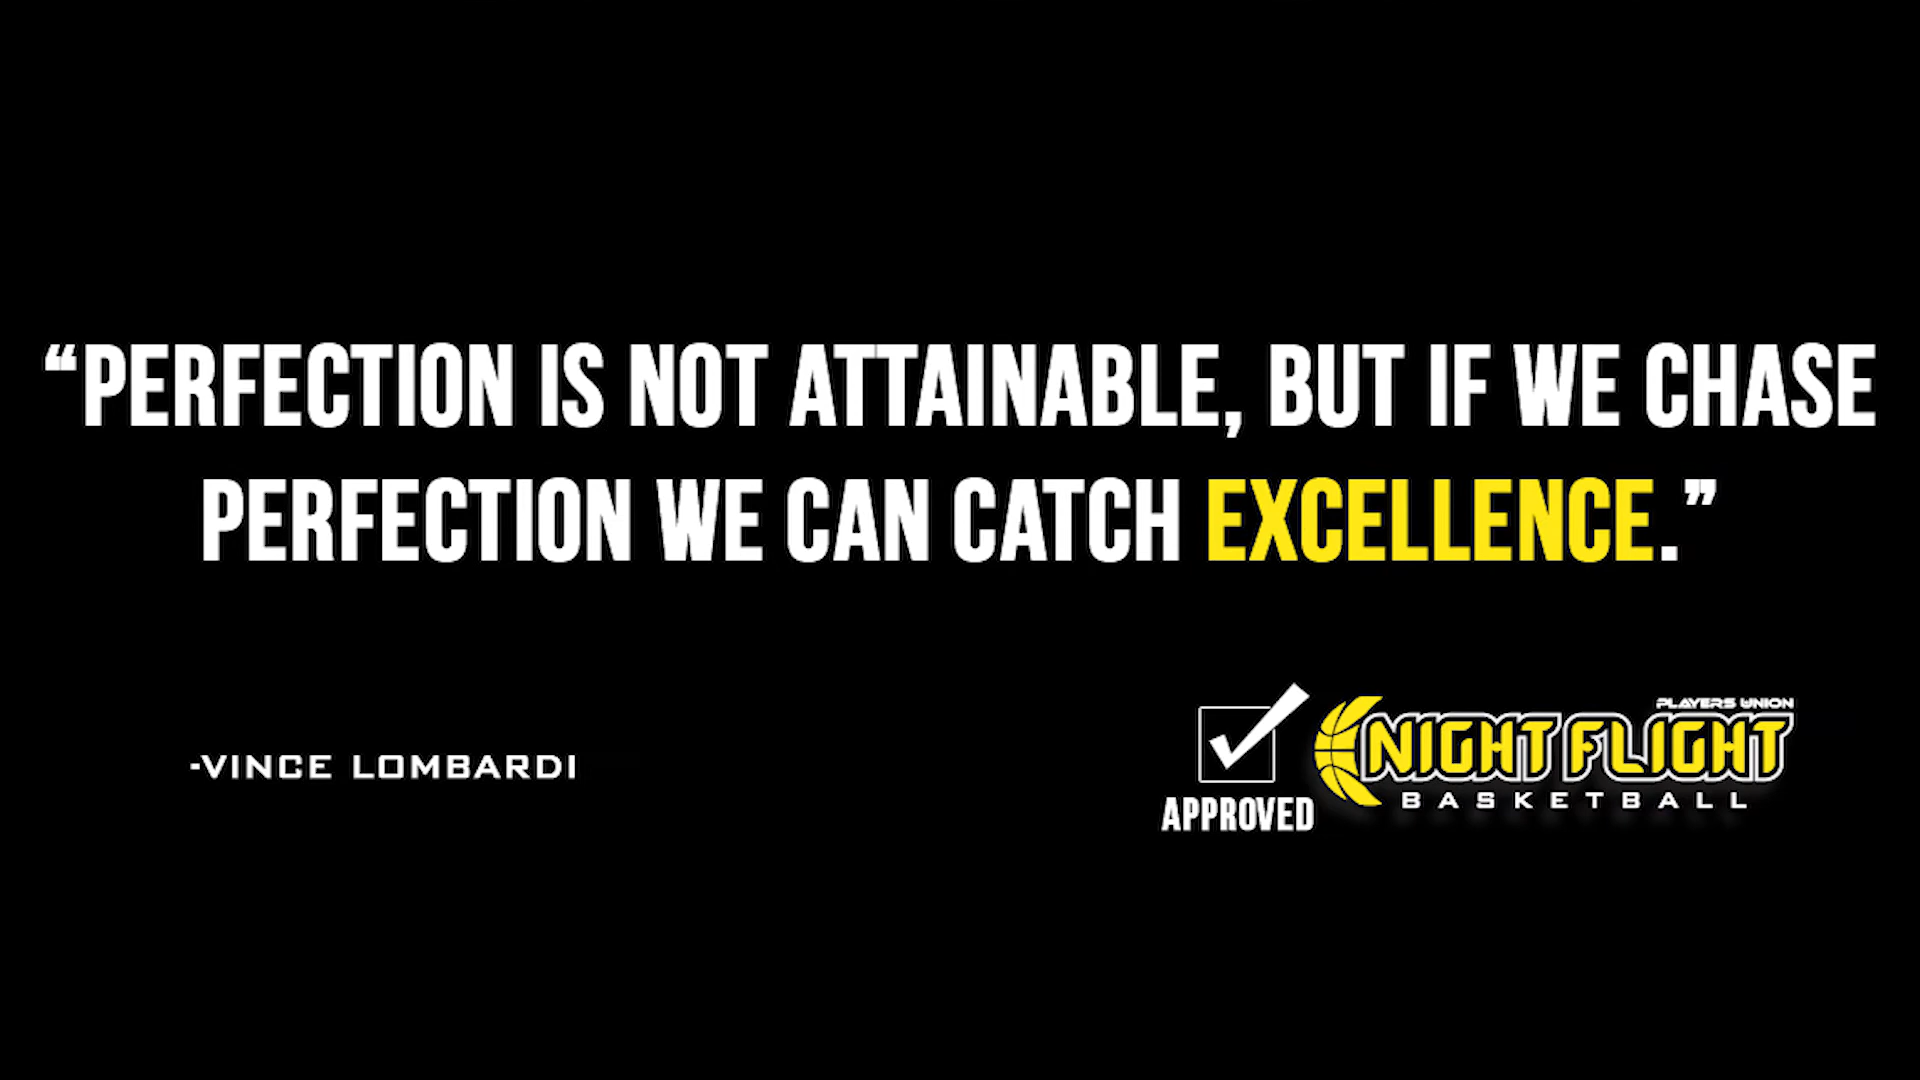 “PERFECTION IS NOT ATTAINABLE, BUT IF WE CHASE
PERFECTION WE CAN CATCH EXCELLENCE.”
-VINCE LOMBARDI
APPROVED
PLAYERS UNION
NIGHT FLIGHT
BASKETBALL